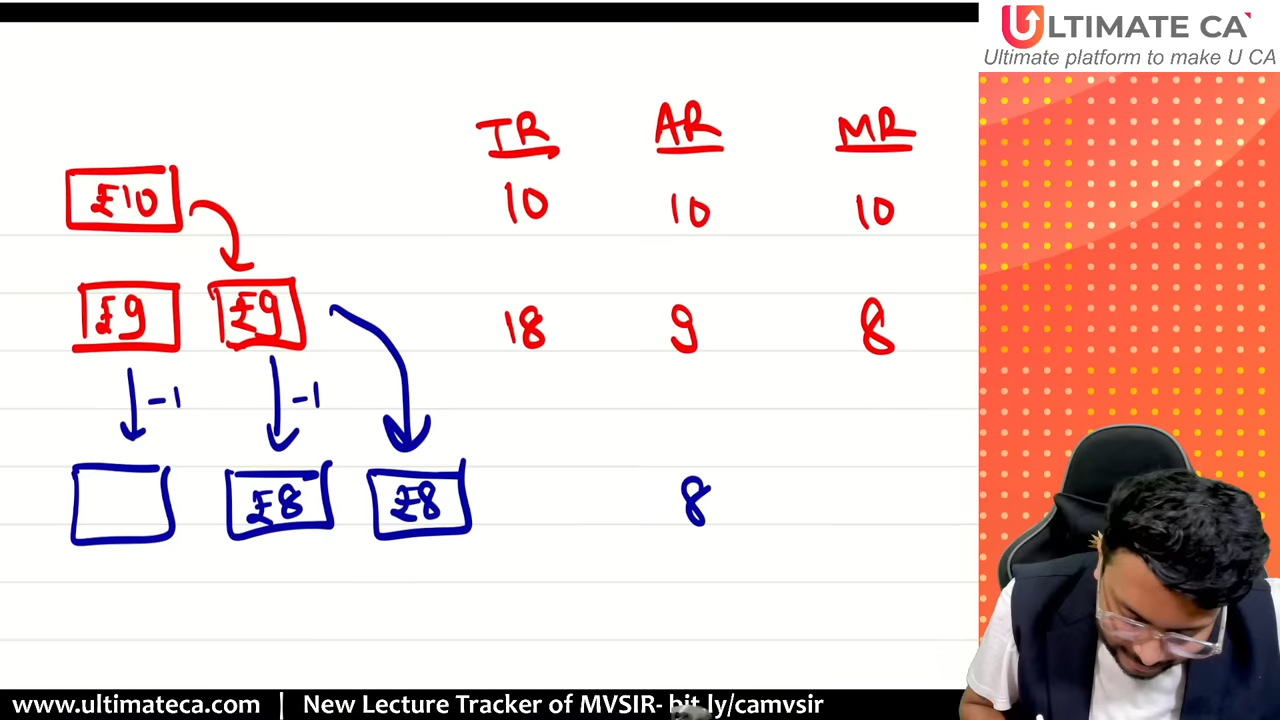 ULTIMATE CA
Ultimate platform to make U CA
TR AR MR
£10 10 10 10
£9 £9 18 9 8
-1 -1
£8 £8 8
www.ultimateca.com | New Lecture Tracker of MVSIR- bit.ly/camvsir